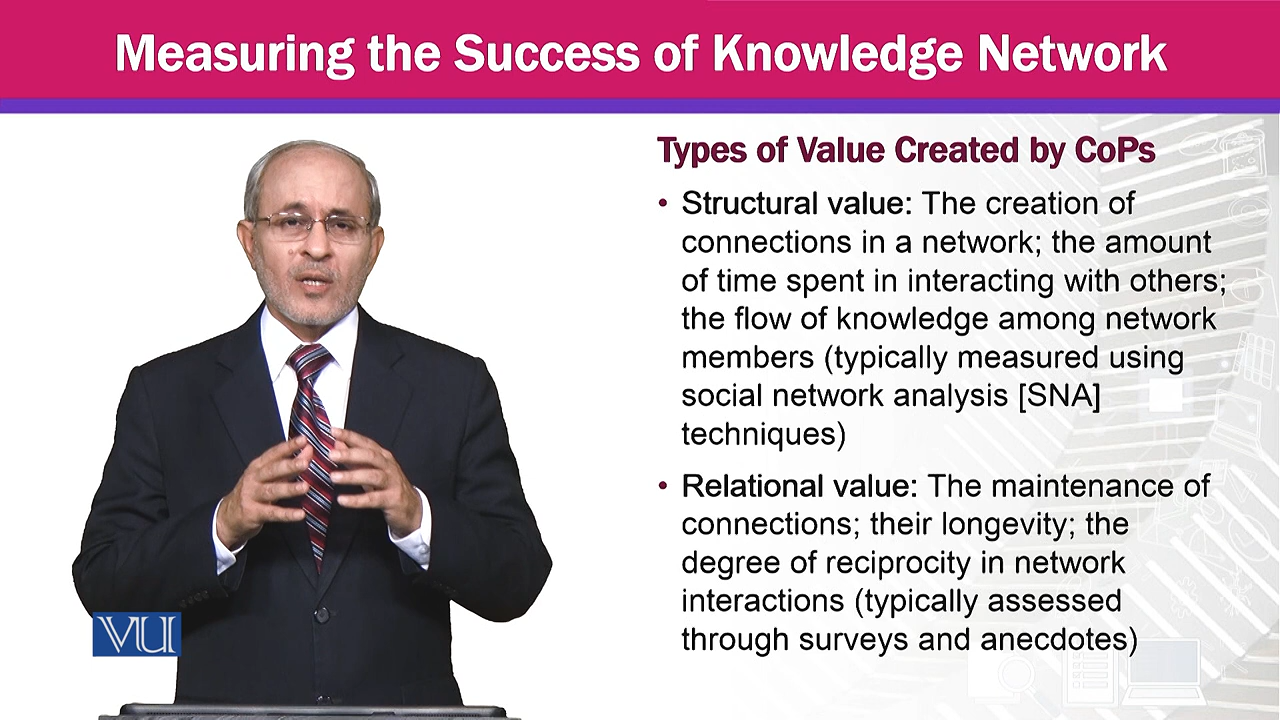 Measuring the Success of Knowledge Network
Types of Value Created by CoPs
• Structural value: The creation of
connections in a network; the amount
of time spent in interacting with others;
the flow of knowledge among network
members (typically measured using
social network analysis [SNA]
techniques)
• Relational value: The maintenance of
connections; their longevity; the
degree of reciprocity in network
interactions (typically assessed
through surveys and anecdotes)
VU